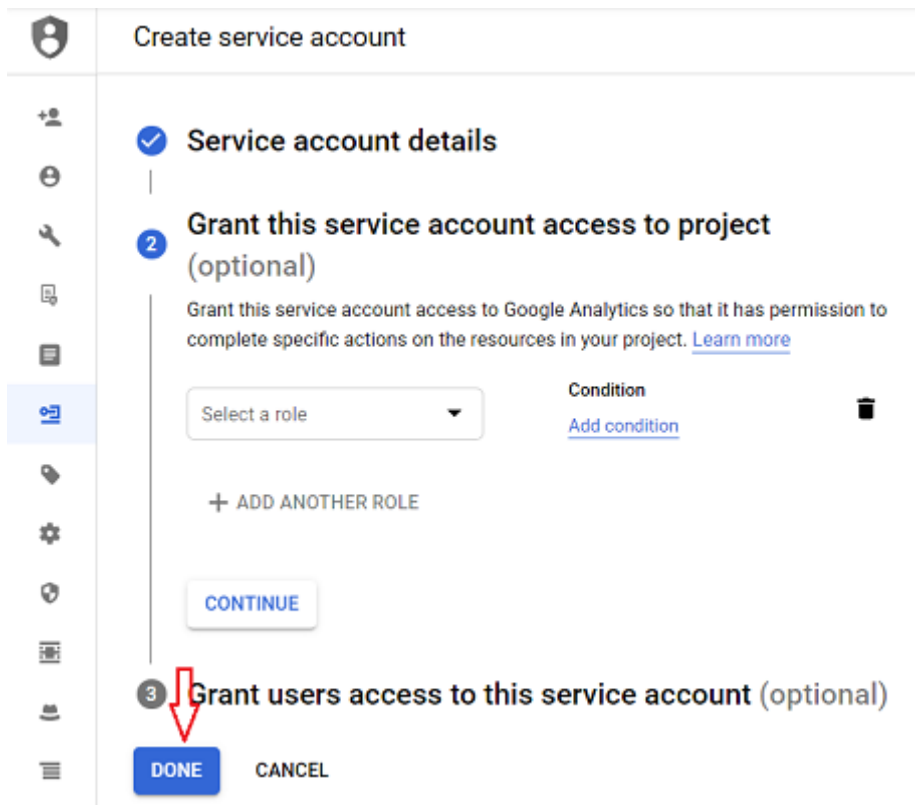 Create service account
Service account details
2
Grant this service account access to project
(optional)
Grant this service account access to Google Analytics so that it has permission to
complete specific actions on the resources in your project. Learn more
Select a role
Condition
Add condition
+ ADD ANOTHER ROLE
CONTINUE
3
Grant users access to this service account (optional)
DONE CANCEL